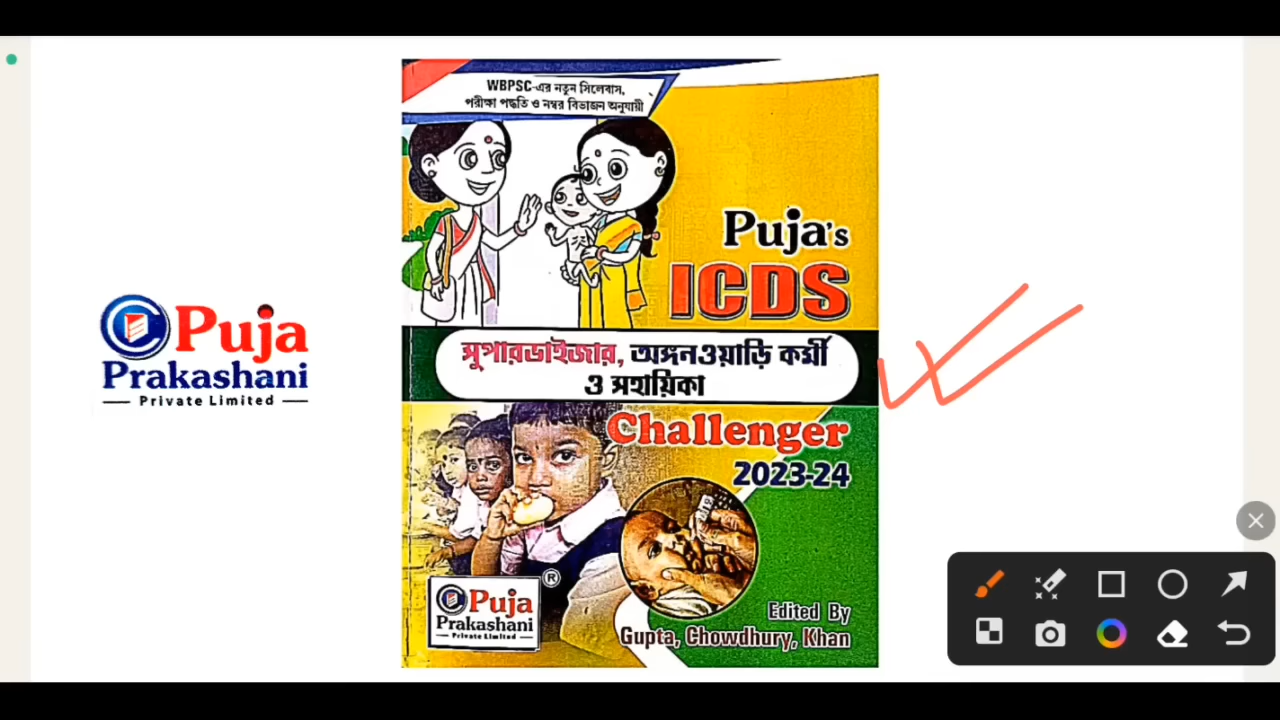 WBPSC-এর নতুন সিলেবাস,
পরীক্ষা পদ্ধতি ও নম্বর বিভাজন অনুযায়ী
Puja's
ICDS
সুপারভাইজার, অঙ্গনওয়াড়ি কর্মী
ও সহায়িকা
Challenger
2023-24
Puja
Prakashani
Private Limited
®
Puja
Prakashani
Private Limited
Edited By
Gupta, Chowdhury, Khan